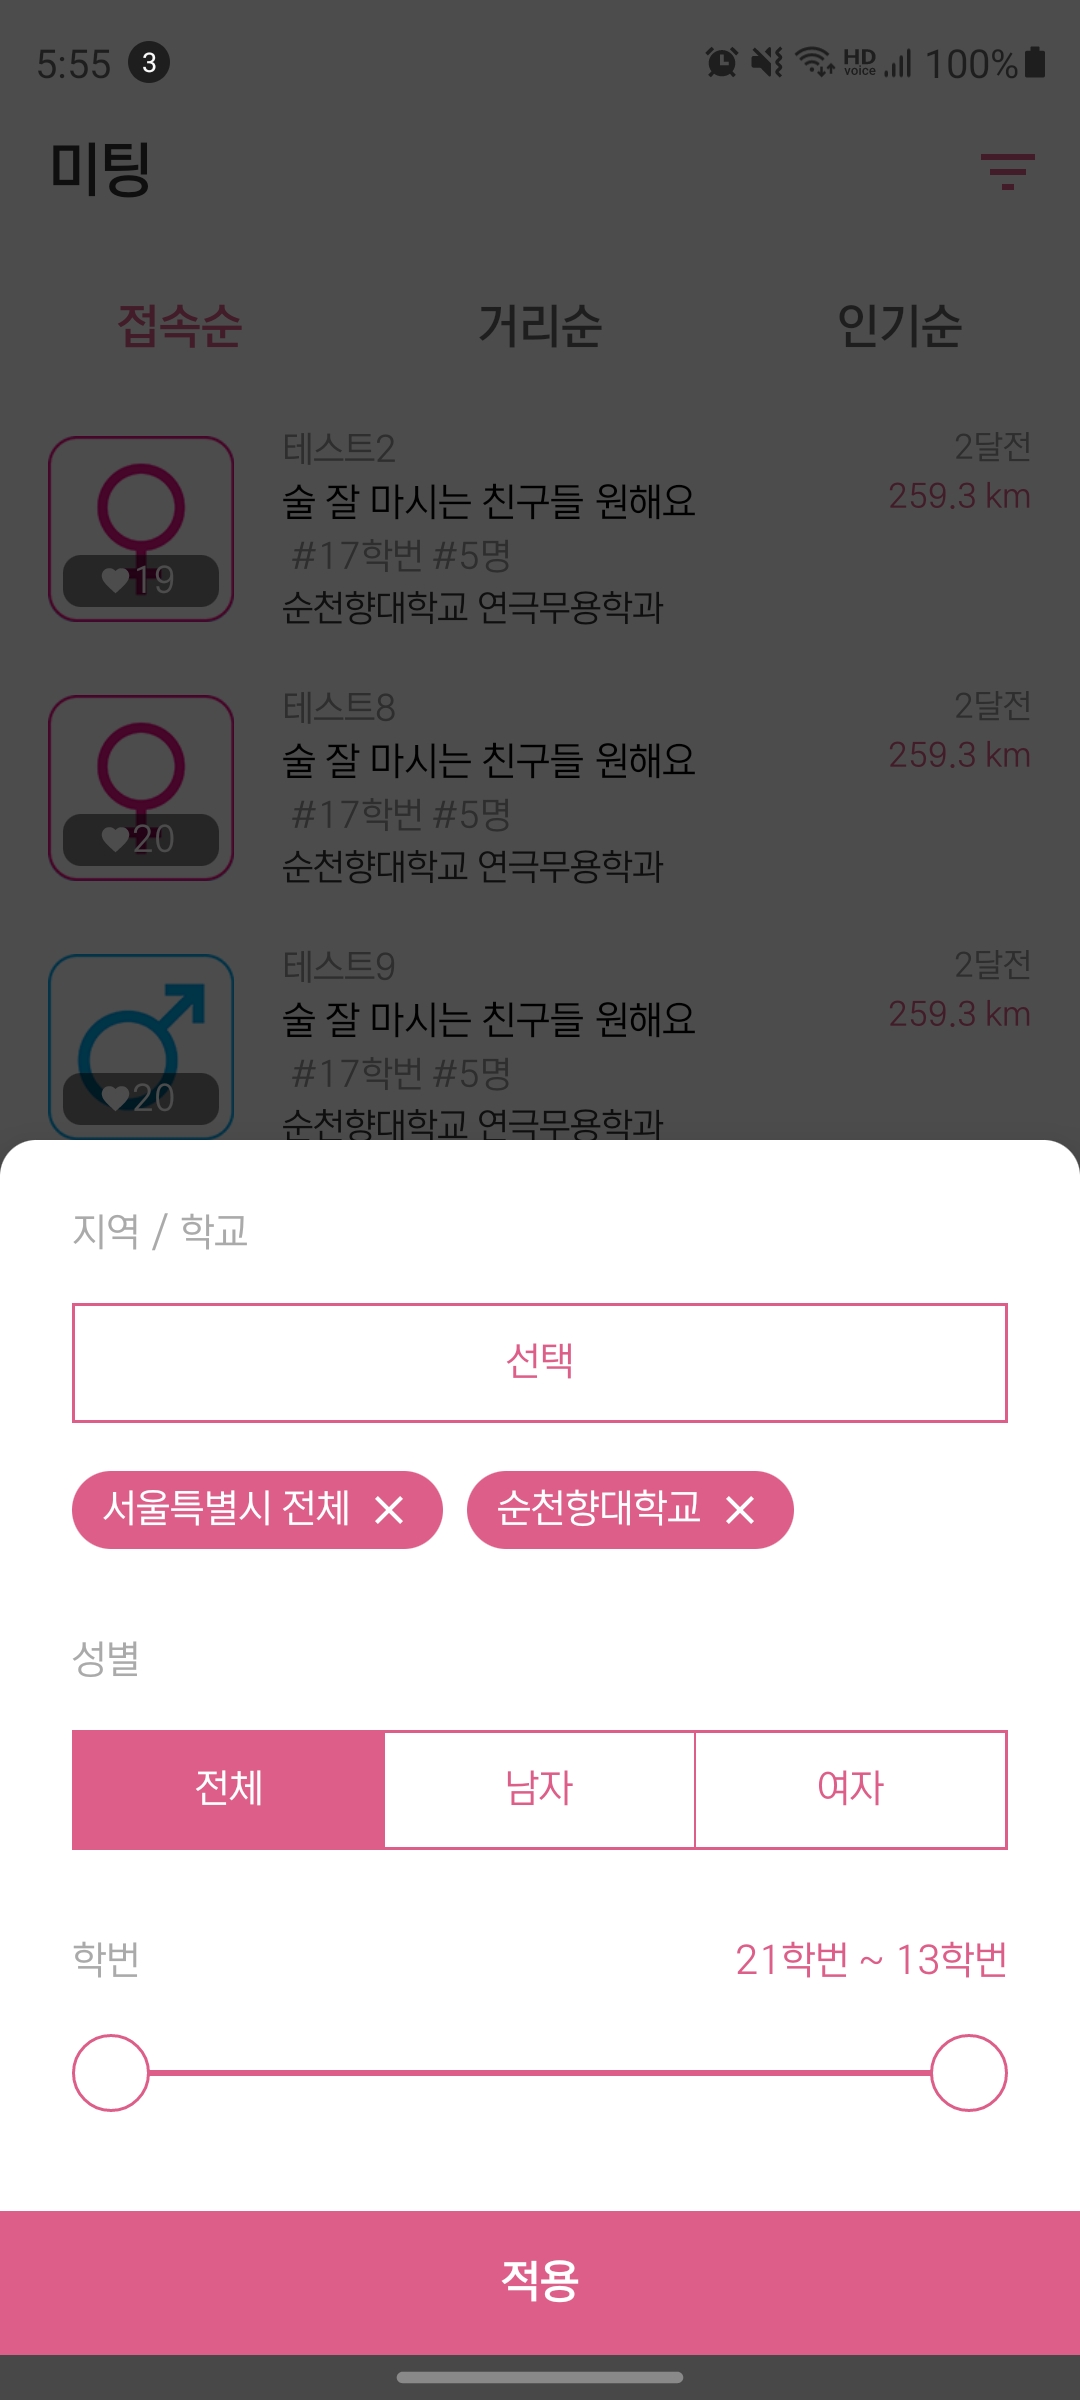 5:55 3 HD voice 100%
미팅
접속순 거리순 인기순
테스트2 2달전
술 잘 마시는 친구들 원해요 259.3 km
#17학번 #5명
19
순천향대학교 연극무용학과
테스트8 2달전
술 잘 마시는 친구들 원해요 259.3 km
#17학번 #5명
20
순천향대학교 연극무용학과
테스트9 2달전
술 잘 마시는 친구들 원해요 259.3 km
#17학번 #5명
20
순천향대학교 연극무용학과
지역 / 학교
선택
서울특별시 전체 순천향대학교
성별
전체 남자 여자
학번 21학번 ~ 13학번
적용